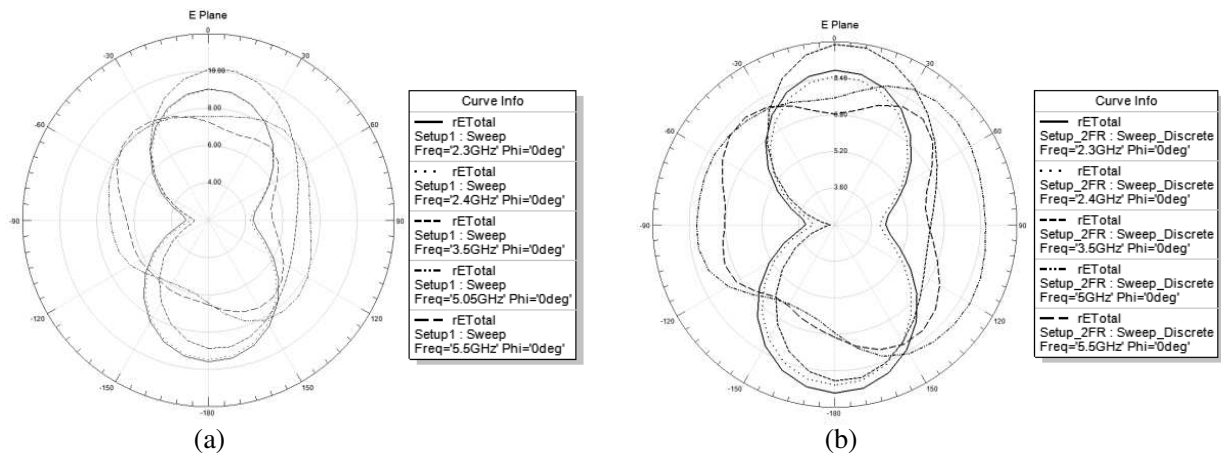 E Plane
0
-30
30
10.00
8.00
-60
60
6.00
4.00
-90
90
-120
120
-150
150
-180
Curve Info
rETotal
Setup1 : Sweep
Freq='2.3GHz' Phi='0deg'
rETotal
Setup1 : Sweep
Freq='2.4GHz' Phi='0deg'
rETotal
Setup1 : Sweep
Freq='3.5GHz' Phi='0deg'
rETotal
Setup1 : Sweep
Freq='5.05GHz' Phi='0deg'
rETotal
Setup1 : Sweep
Freq='5.5GHz' Phi='0deg'
(a)
E Plane
0
-30
30
8.40
6.80
-60
60
5.20
3.60
-90
90
-120
120
-150
150
-180
Curve Info
rETotal
Setup_2FR : Sweep_Discrete
Freq='2.3GHz' Phi='0deg'
rETotal
Setup_2FR : Sweep_Discrete
Freq='2.4GHz' Phi='0deg'
rETotal
Setup_2FR : Sweep_Discrete
Freq='3.5GHz' Phi='0deg'
rETotal
Setup_2FR : Sweep_Discrete
Freq='5GHz' Phi='0deg'
rETotal
Setup_2FR : Sweep_Discrete
Freq='5.5GHz' Phi='0deg'
(b)